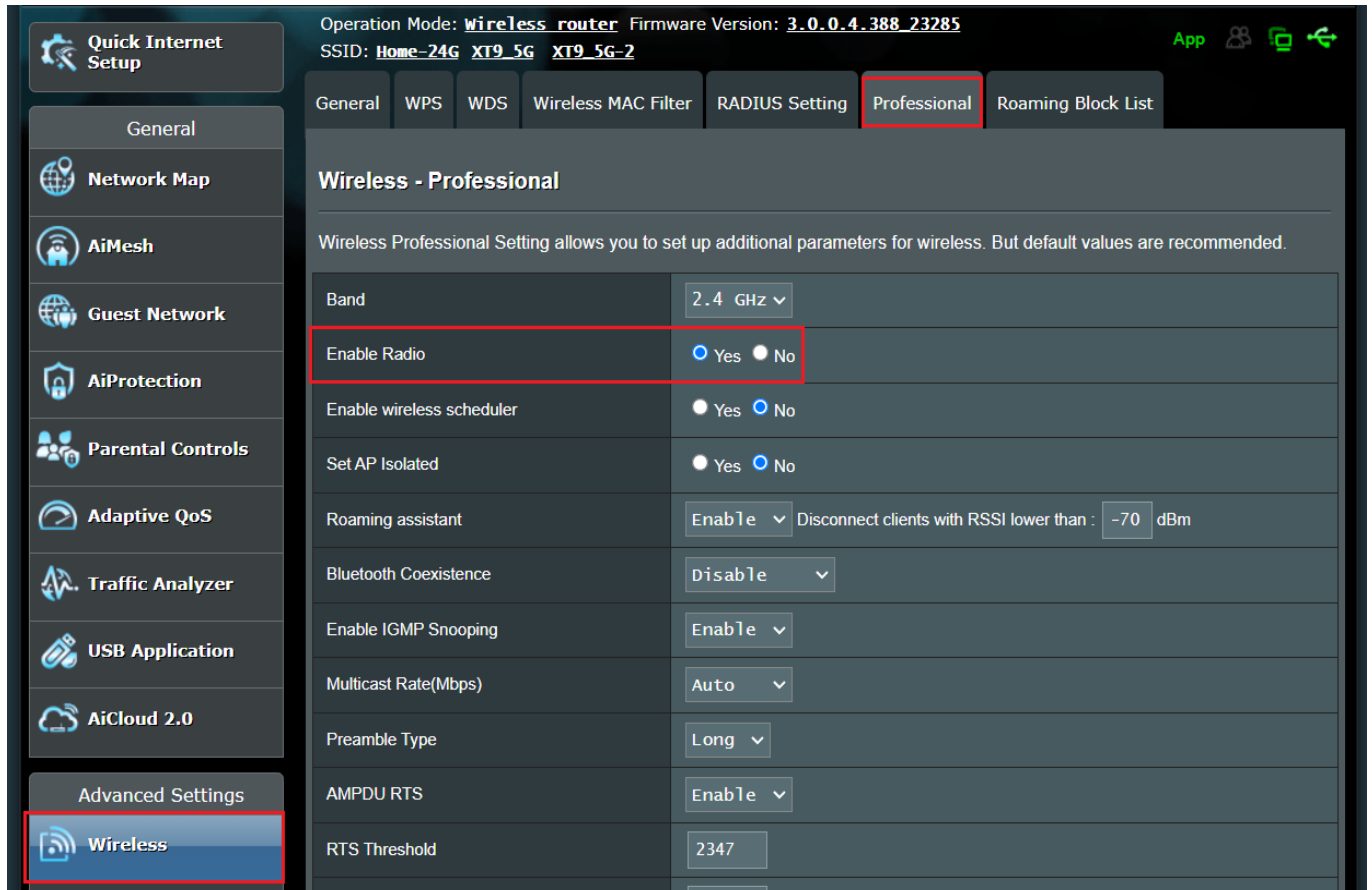 Quick Internet
Setup
General
Network Map
AiMesh
Guest Network
AiProtection
Parental Controls
Adaptive QoS
Traffic Analyzer
USB Application
AiCloud 2.0
Advanced Settings
Wireless
Operation Mode: Wireless router Firmware Version: 3.0.0.4.388_23285
SSID: Home-24G XT9_5G XT9_5G-2
App
General WPS WDS Wireless MAC Filter RADIUS Setting Professional Roaming Block List
Wireless - Professional
Wireless Professional Setting allows you to set up additional parameters for wireless. But default values are recommended.
Band 2.4 GHz
Enable Radio Yes No
Enable wireless scheduler Yes No
Set AP Isolated Yes No
Roaming assistant Enable Disconnect clients with RSSI lower than : -70 dBm
Bluetooth Coexistence Disable
Enable IGMP Snooping Enable
Multicast Rate(Mbps) Auto
Preamble Type Long
AMPDU RTS Enable
RTS Threshold 2347